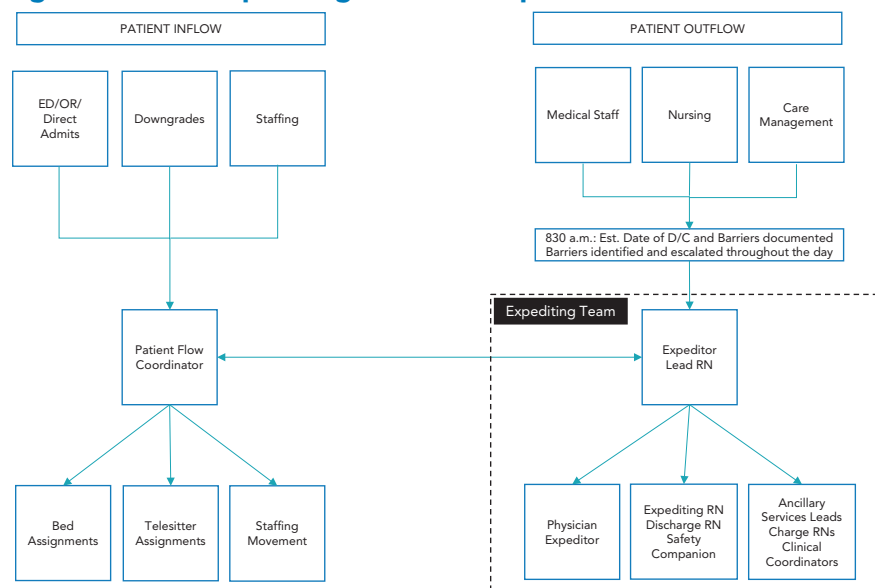 PATIENT INFLOW
PATIENT OUTFLOW
ED/OR/
Direct
Admits
Downgrades
Staffing
Medical Staff
Nursing
Care
Management
830 a.m.: Est. Date of D/C and Barriers documented
Barriers identified and escalated throughout the day
Expediting Team
Patient Flow
Coordinator
Expeditor
Lead RN
Bed
Assignments
Telesitter
Assignments
Staffing
Movement
Physician
Expeditor
Expediting RN
Discharge RN
Safety
Companion
Ancillary
Services Leads
Charge RNs
Clinical
Coordinators